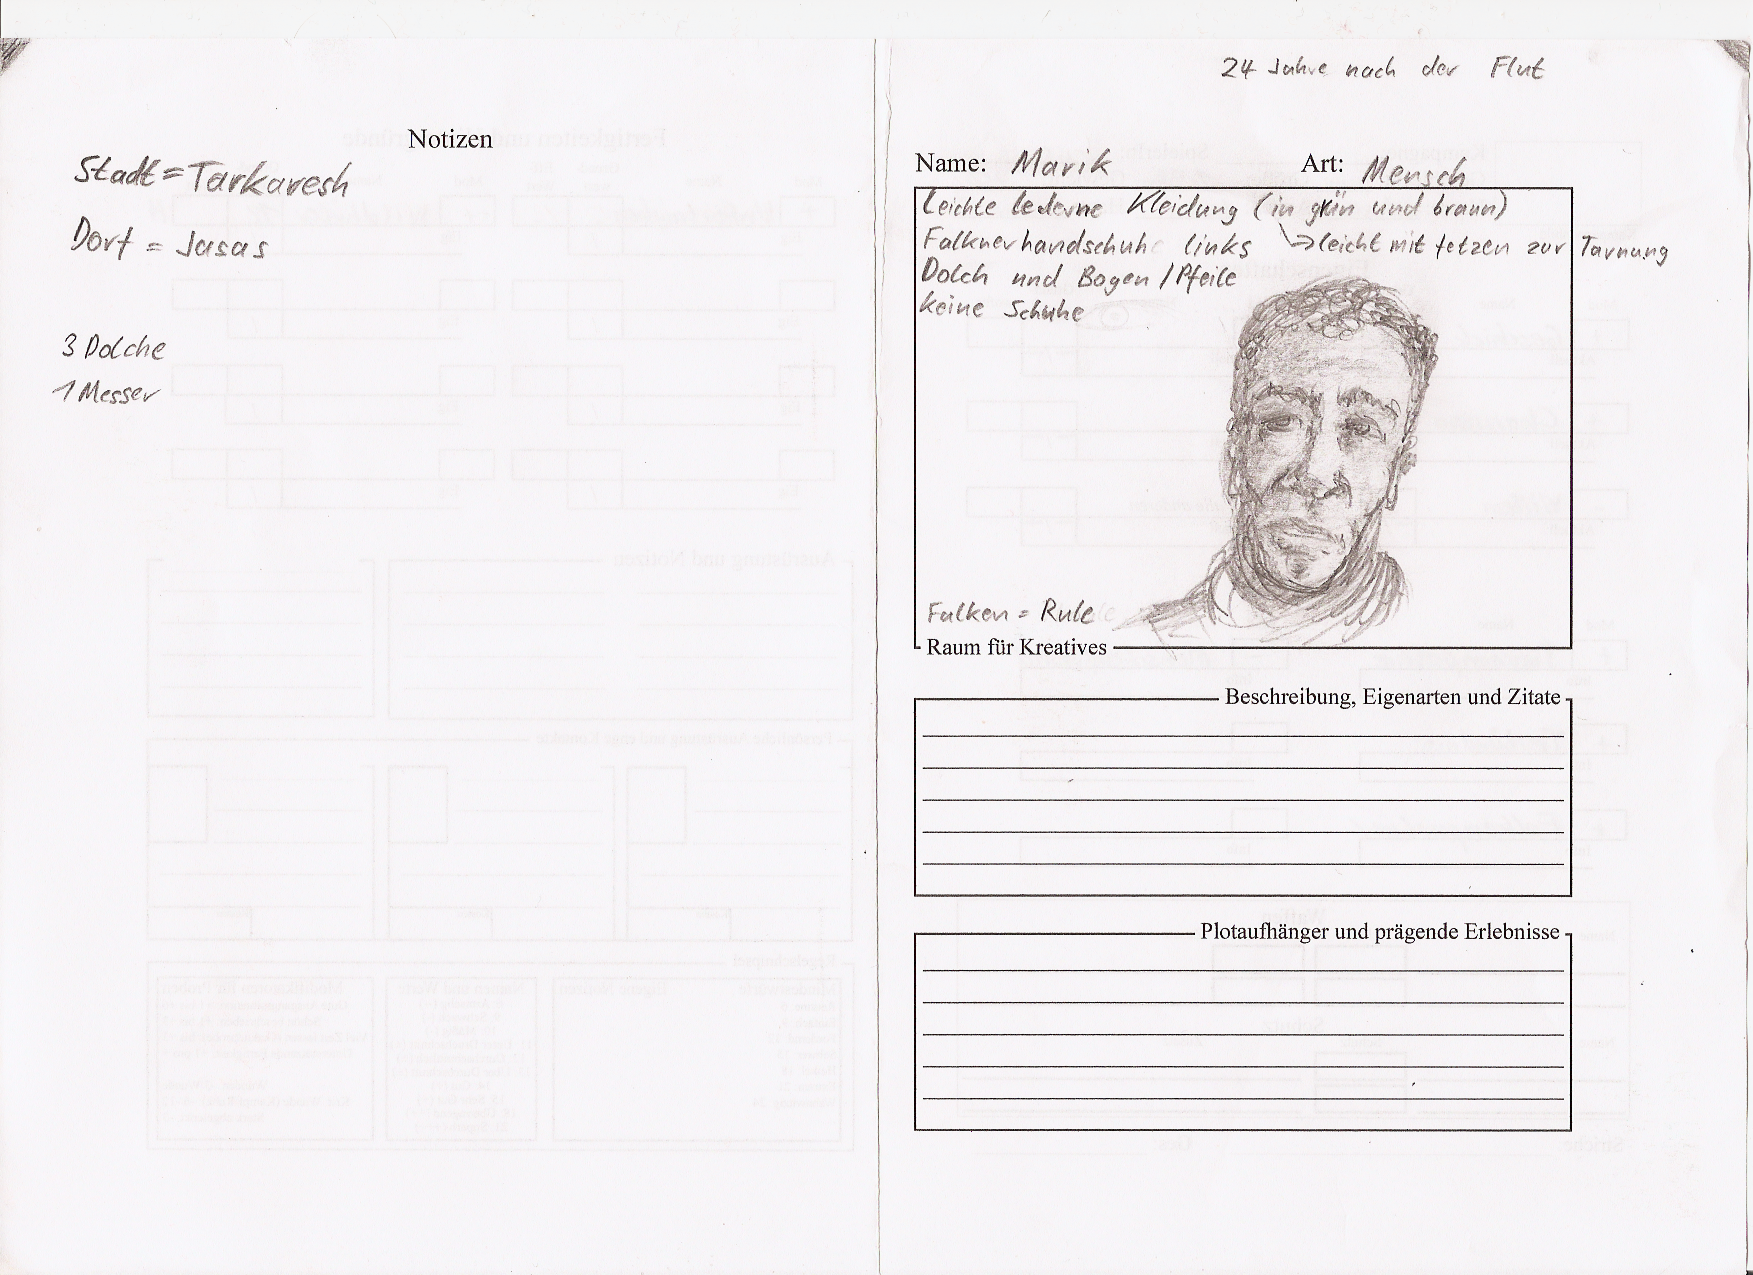 Notizen
Stadt = Tarkaresh
Dorf = Jasas
3 Dolche
1 Messer
24 Jahre nach der Flut
Name: Marik Art: Mensch
Leichte lederne Kleidung (in grün und braun)
Falknerhandschuh links ↳ leicht mit fetzen zur Tarnung
Dolch und Bogen / Pfeile
keine Schuhe
Falken = Rule
Raum für Kreatives
Beschreibung, Eigenarten und Zitate
Plotaufhänger und prägende Erlebnisse